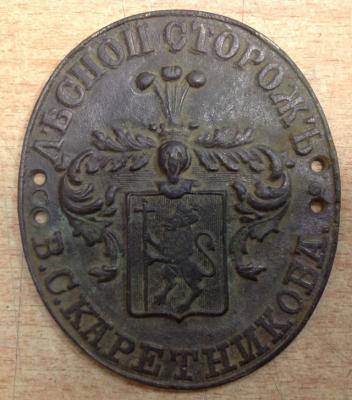 ЛѢСНОЙ СТОРОЖЪ
В.С.КАРЕТНИКОВА.